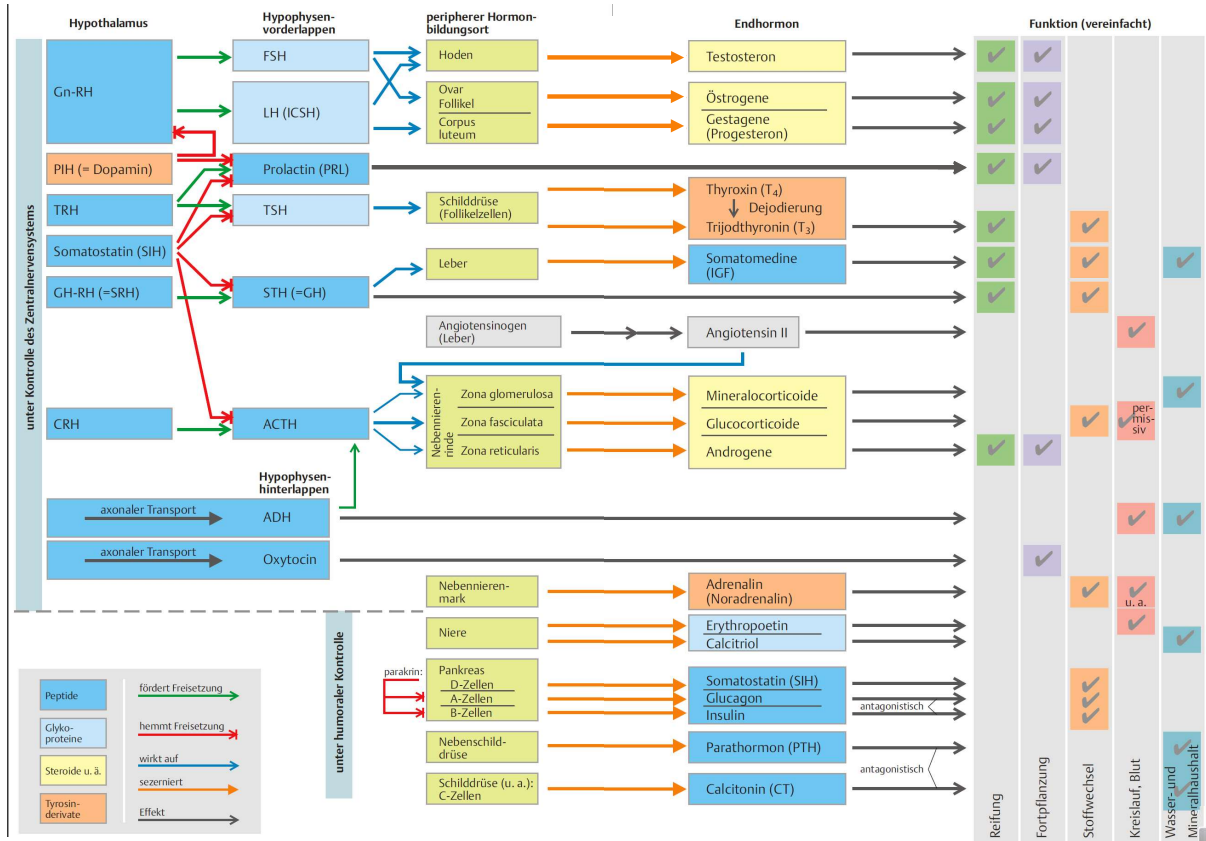 Hypothalamus
Hypophysen-
vorderlappen
peripherer Hormon-
bildungsort
Endhormon
Funktion (vereinfacht)
unter Kontrolle des Zentralnervensystems
Gn-RH
FSH
Hoden
Testosteron
LH (ICSH)
Ovar
Follikel
Corpus
luteum
Östrogene
Gestagene
(Progesteron)
PIH (= Dopamin)
Prolactin (PRL)
TRH
TSH
Schilddrüse
(Follikelzellen)
Thyroxin (T4)
Dejodierung
Trijodthyronin (T3)
Somatostatin (SIH)
Leber
Somatomedine
(IGF)
GH-RH (=SRH)
STH (=GH)
Angiotensinogen
(Leber)
Angiotensin II
CRH
ACTH
Nebennieren-
rinde
Zona glomerulosa
Zona fasciculata
Zona reticularis
Mineralocorticoide
Glucocorticoide
Androgene
per-
mis-
siv
Hypophysen-
hinterlappen
axonaler Transport
ADH
axonaler Transport
Oxytocin
Nebennieren-
mark
Adrenalin
(Noradrenalin)
u. a.
unter humoraler Kontrolle
Niere
Erythropoetin
Calcitriol
parakrin:
Pankreas
D-Zellen
A-Zellen
B-Zellen
Somatostatin (SIH)
Glucagon
Insulin
antagonistisch
Nebenschild-
drüse
Parathormon (PTH)
antagonistisch
Schilddrüse (u. a.):
C-Zellen
Calcitonin (CT)
Peptide
Glyko-
proteine
Steroide u. ä.
Tyrosin-
derivate
fördert Freisetzung
hemmt Freisetzung
wirkt auf
sezerniert
Effekt
Reifung
Fortpflanzung
Stoffwechsel
Kreislauf, Blut
Wasser- und
Mineralhaushalt